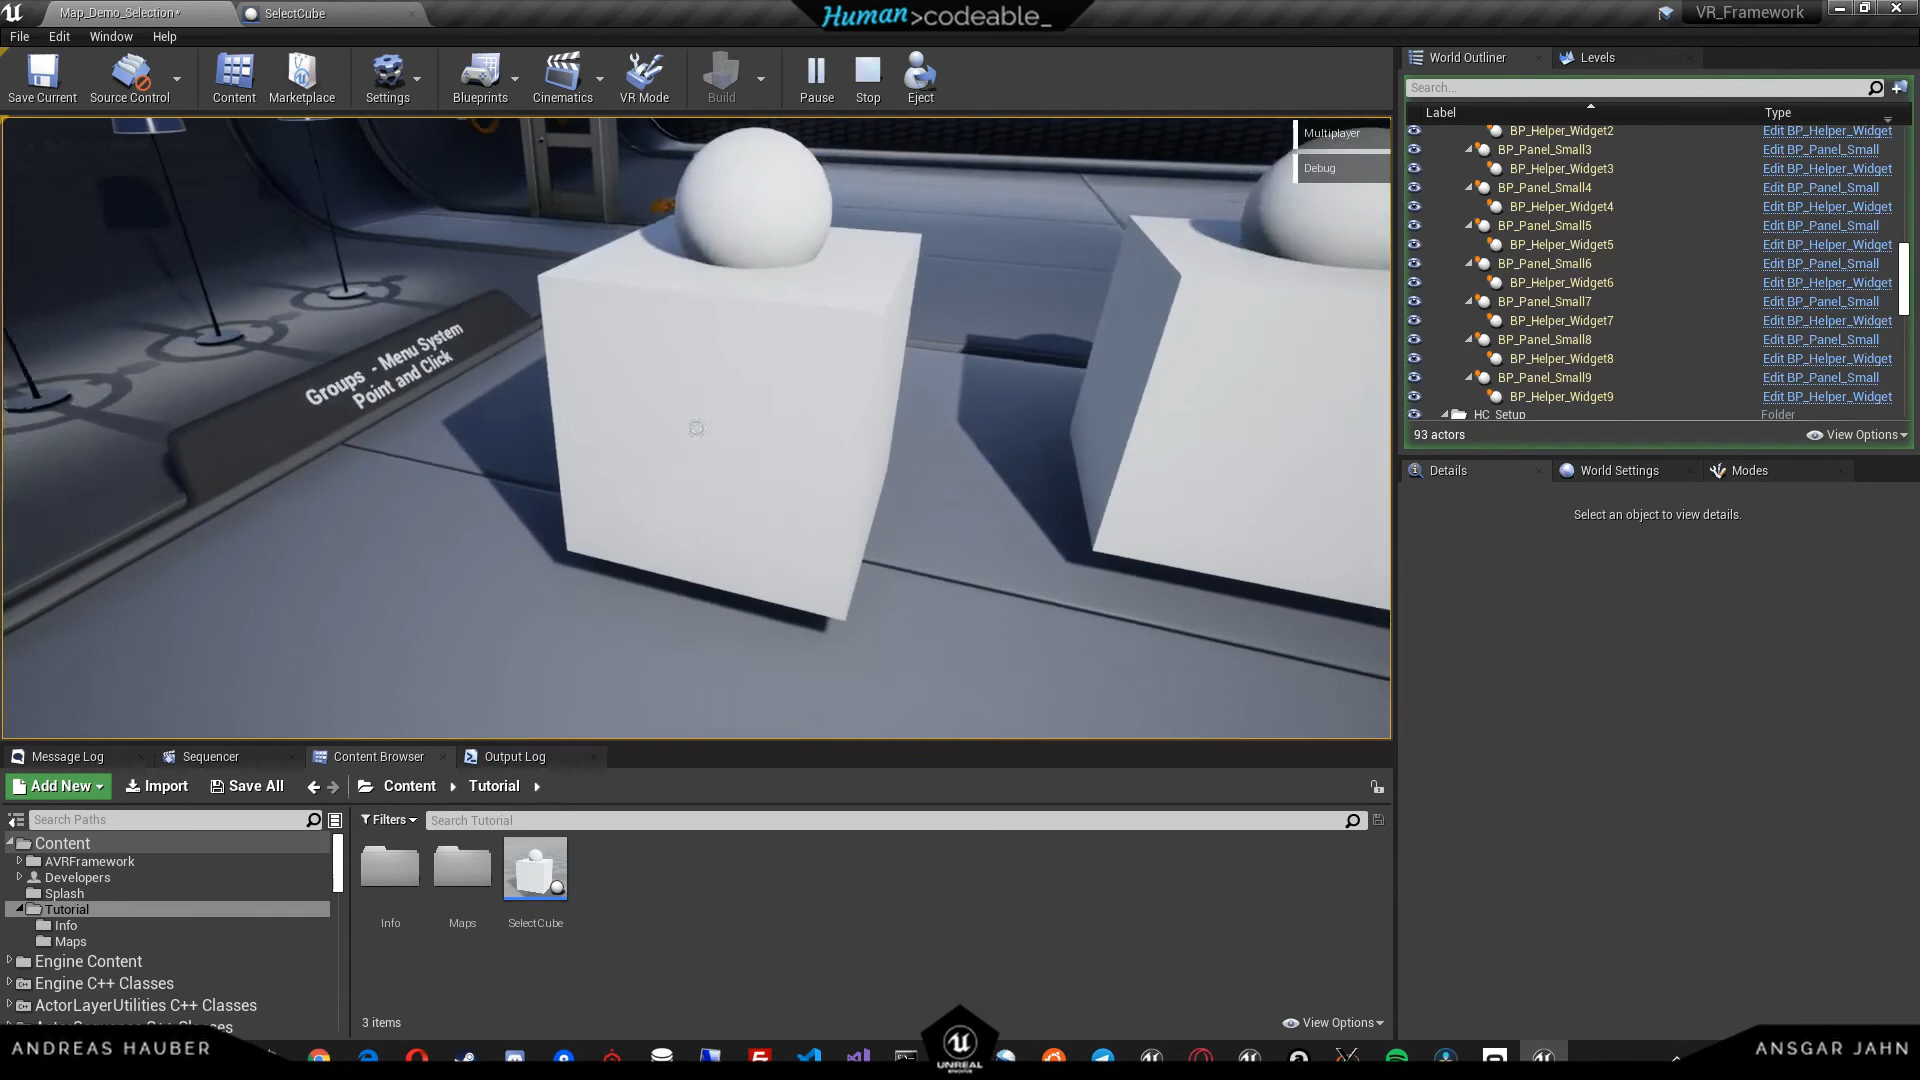 Map_Demo_Selection*
SelectCube
Human>codeable_
VR_Framework
File
Edit
Window
Help
Save Current
Source Control
Content
Marketplace
Settings
Blueprints
Cinematics
VR Mode
Build
Pause
Stop
Eject
Multiplayer
Debug
Groups - Menu System
Point and Click
World Outliner
Levels
Search...
Label
Type
BP_Helper_Widget2
Edit BP_Helper_Widget
BP_Panel_Small3
Edit BP_Panel_Small
BP_Helper_Widget3
Edit BP_Helper_Widget
BP_Panel_Small4
Edit BP_Panel_Small
BP_Helper_Widget4
Edit BP_Helper_Widget
BP_Panel_Small5
Edit BP_Panel_Small
BP_Helper_Widget5
Edit BP_Helper_Widget
BP_Panel_Small6
Edit BP_Panel_Small
BP_Helper_Widget6
Edit BP_Helper_Widget
BP_Panel_Small7
Edit BP_Panel_Small
BP_Helper_Widget7
Edit BP_Helper_Widget
BP_Panel_Small8
Edit BP_Panel_Small
BP_Helper_Widget8
Edit BP_Helper_Widget
BP_Panel_Small9
Edit BP_Panel_Small
BP_Helper_Widget9
Edit BP_Helper_Widget
HC_Setup
Folder
93 actors
View Options
Details
World Settings
Modes
Select an object to view details.
Message Log
Sequencer
Content Browser
Output Log
Add New
Import
Save All
Content
Tutorial
Search Paths
Filters
Search Tutorial
Content
AVRFramework
Developers
Splash
Tutorial
Info
Maps
Engine Content
Engine C++ Classes
ActorLayerUtilities C++ Classes
ActorSequence C++ Classes
Info
Maps
SelectCube
3 items
View Options
ANDREAS HAUBER
UNREAL
ENGINE
ANSGAR JAHN